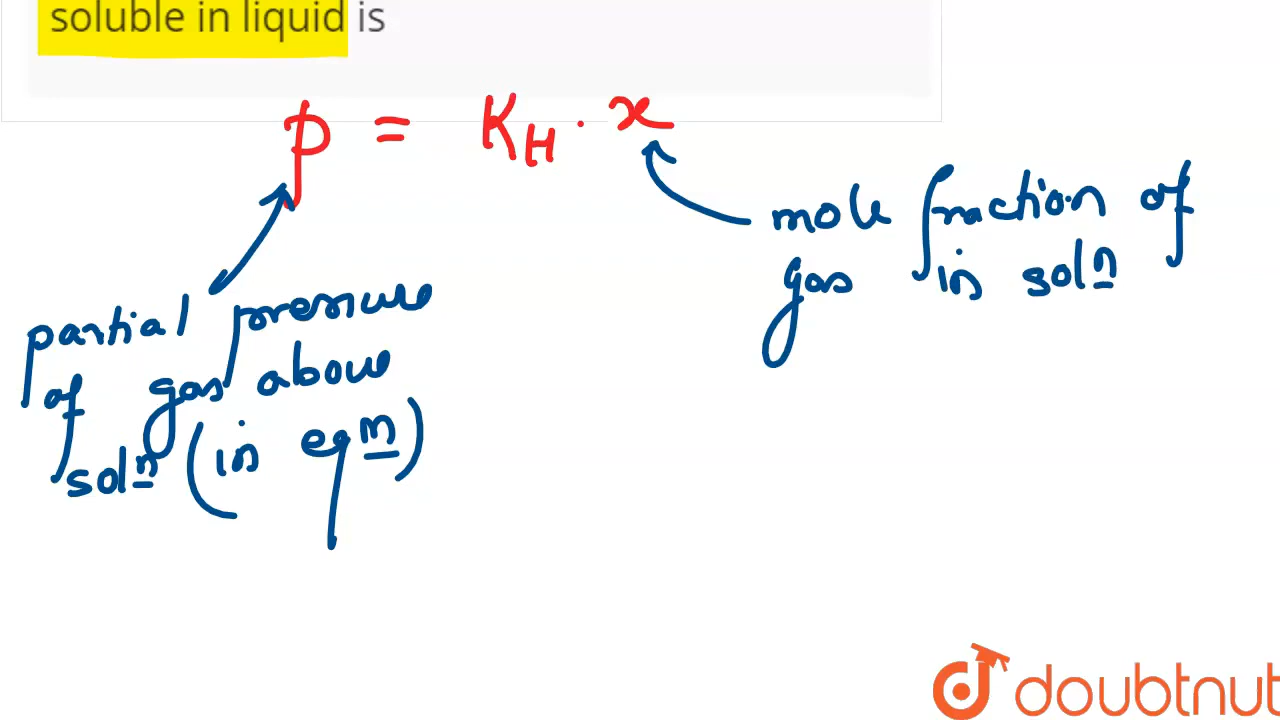 soluble in liquid is
p = KH · x
mole fraction of
gas in solⁿ
partial pressure
of gas above
solⁿ (in eqᵐ)
doubtnut